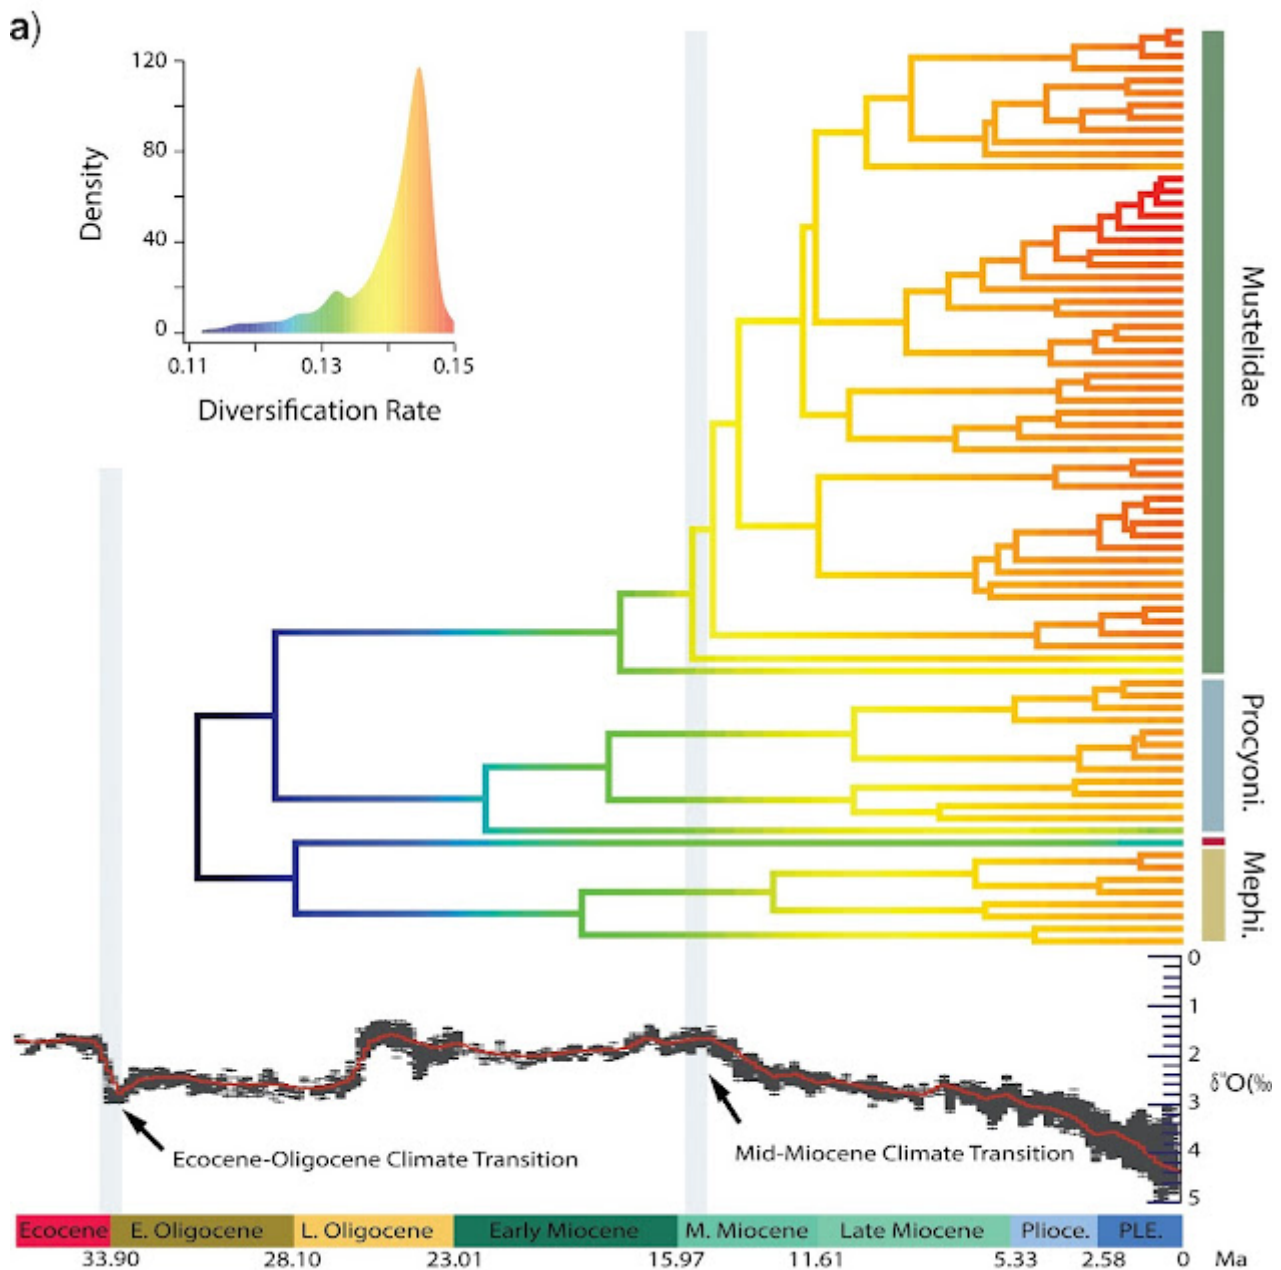 a)
120
80
40
0
Density
0.11 0.13 0.15
Diversification Rate
Mustelidae
Procyoni.
Mephi.
0
1
2
3
4
5
δ¹⁸O(‰
Ecocene-Oligocene Climate Transition
Mid-Miocene Climate Transition
Ecocene E. Oligocene L. Oligocene Early Miocene M. Miocene Late Miocene Plioce. PLE.
33.90 28.10 23.01 15.97 11.61 5.33 2.58 0 Ma